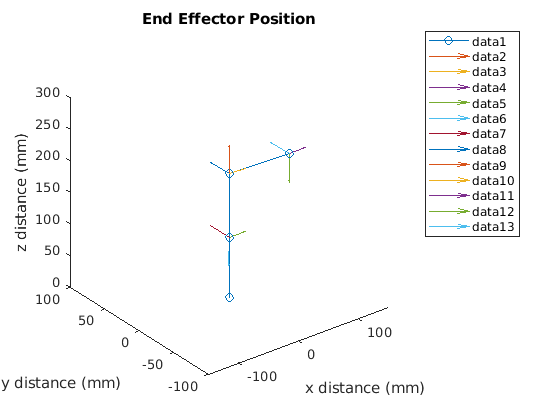 End Effector Position
data1
data2
data3
data4
data5
data6
data7
data8
data9
data10
data11
data12
data13
z distance (mm)
300
250
200
150
100
50
0
100
50
0
-50
-100
y distance (mm)
-100
0
100
x distance (mm)